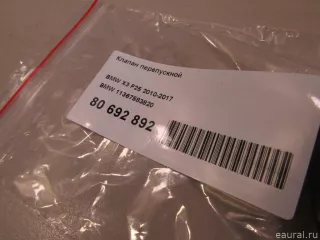 Клапан перепускной
BMW X3 F25 2010-2017
BMW 11367583820
80 692 892
eaural.ru